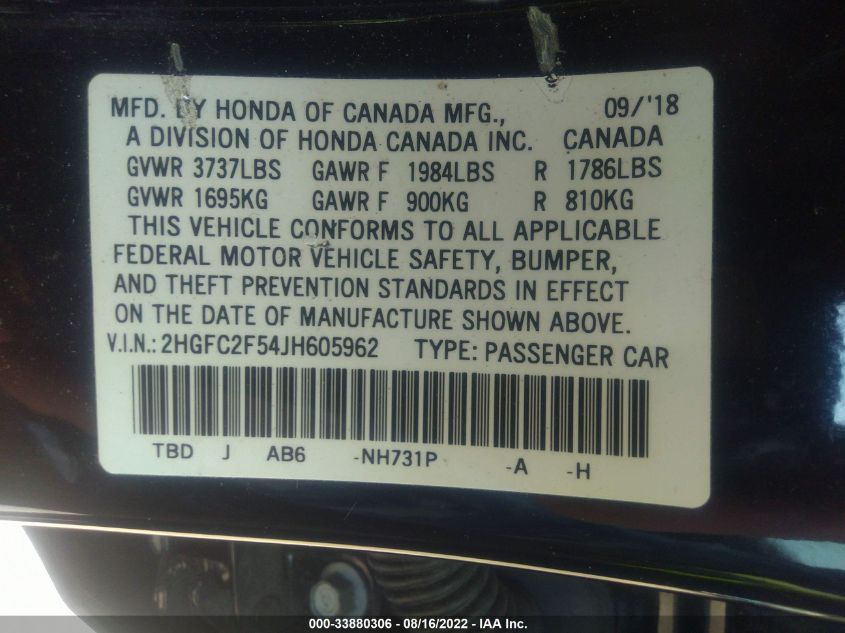 MFD. BY HONDA OF CANADA MFG., 09/'18
A DIVISION OF HONDA CANADA INC. CANADA
GVWR 3737LBS GAWR F 1984LBS R 1786LBS
GVWR 1695KG GAWR F 900KG R 810KG
THIS VEHICLE CONFORMS TO ALL APPLICABLE
FEDERAL MOTOR VEHICLE SAFETY, BUMPER,
AND THEFT PREVENTION STANDARDS IN EFFECT
ON THE DATE OF MANUFACTURE SHOWN ABOVE.
V.I.N.: 2HGFC2F54JH605962 TYPE: PASSENGER CAR
TBD J AB6 -NH731P -A -H
000-33880306 - 08/16/2022 - IAA Inc.